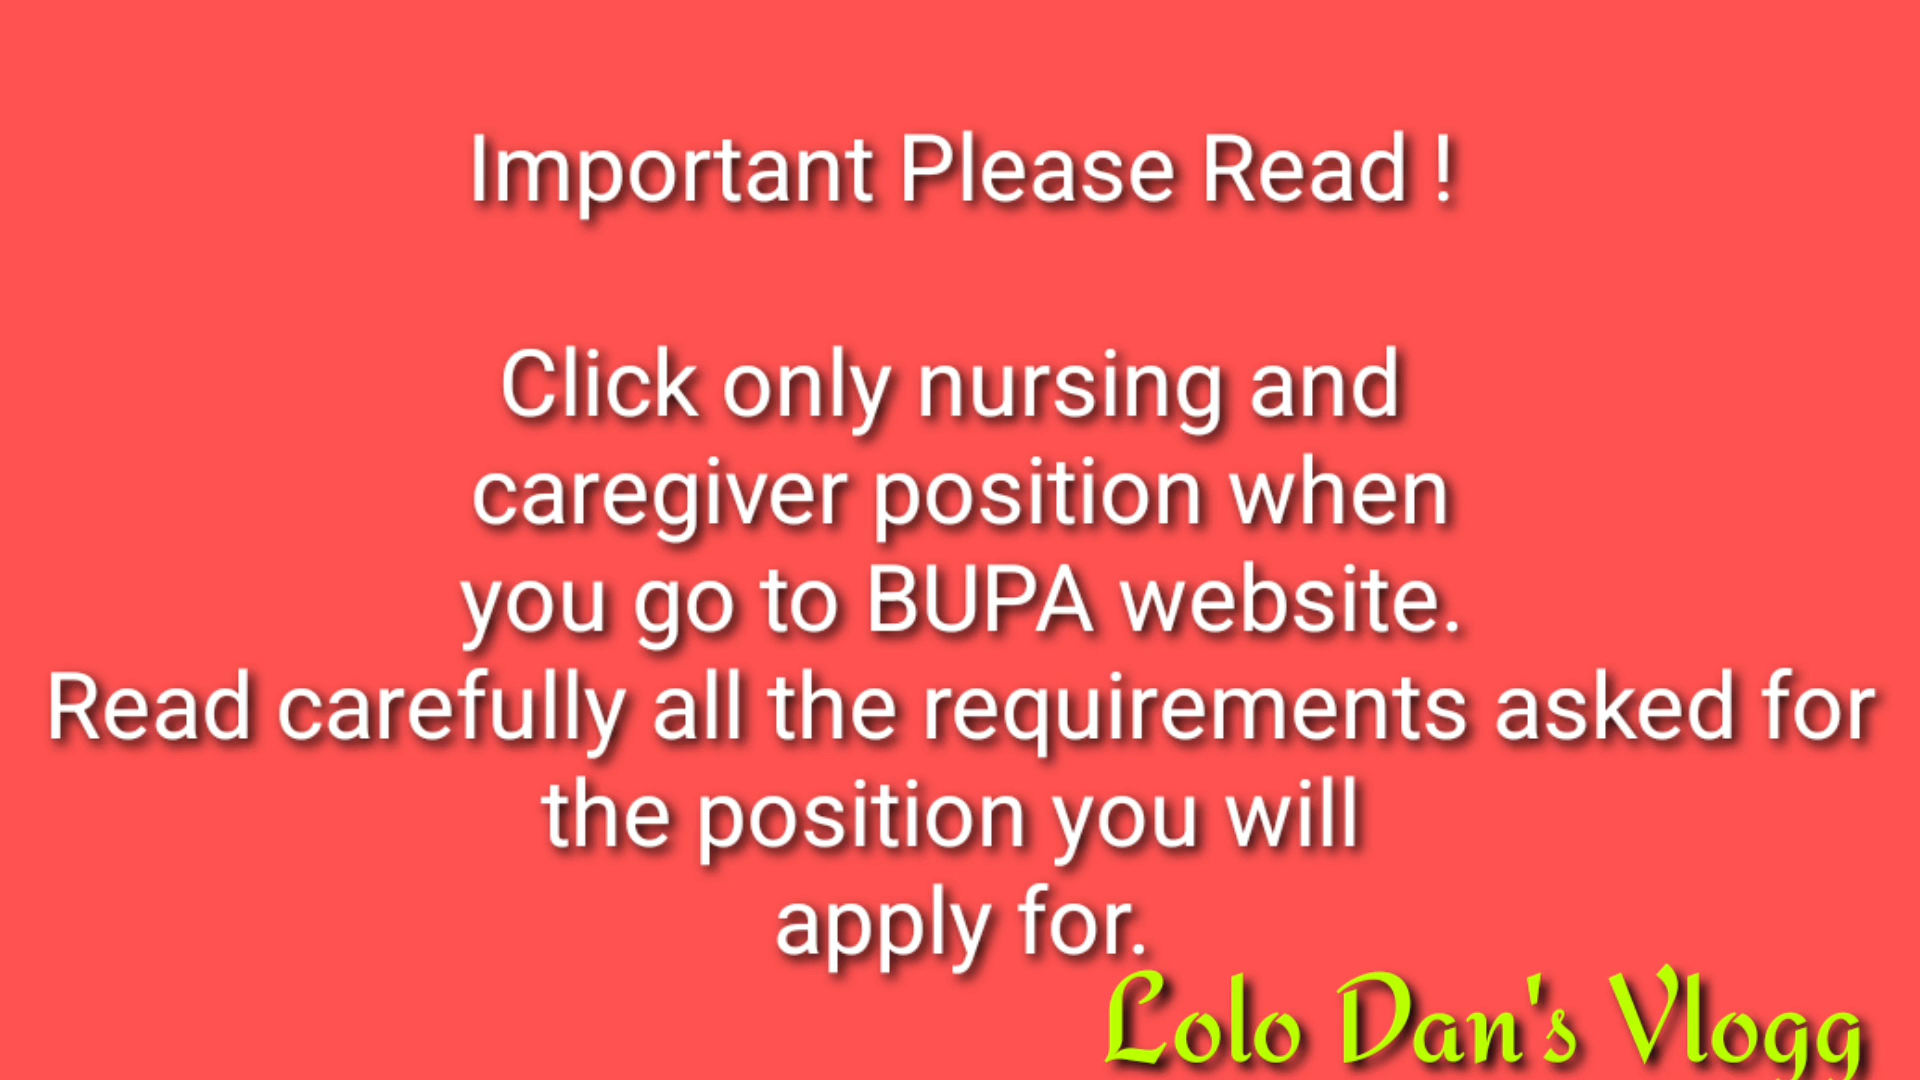 Important Please Read !
Click only nursing and
caregiver position when
you go to BUPA website.
Read carefully all the requirements asked for
the position you will
apply for.
Lolo Dan's Vlogg